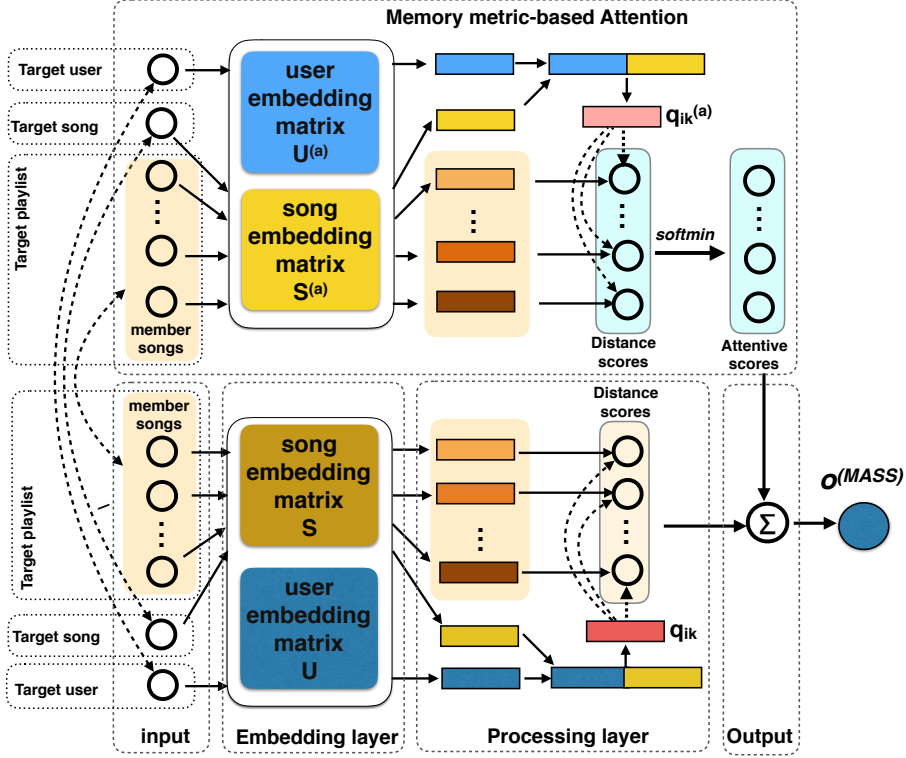 Memory metric-based Attention
Target user
Target song
Target playlist
member
songs
user
embedding
matrix
U(a)
song
embedding
matrix
S(a)
qik(a)
softmin
Distance
scores
Attentive
scores
Target playlist
member
songs
Target song
Target user
song
embedding
matrix
S
user
embedding
matrix
U
Distance
scores
qik
Σ
o(MASS)
input
Embedding layer
Processing layer
Output